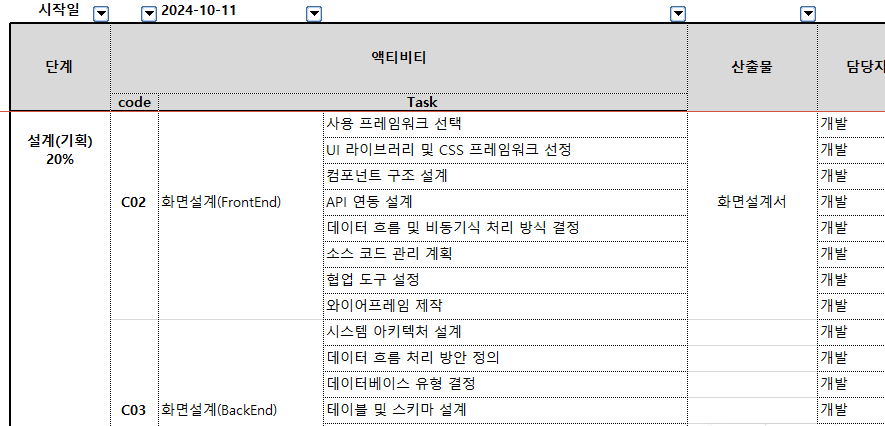 시작일 2024-10-11
단계 액티비티 산출물 담당자
code Task
설계(기획)
20%
C02 화면설계(FrontEnd) 화면설계서
사용 프레임워크 선택 개발
UI 라이브러리 및 CSS 프레임워크 선정 개발
컴포넌트 구조 설계 개발
API 연동 설계 개발
데이터 흐름 및 비동기식 처리 방식 결정 개발
소스 코드 관리 계획 개발
협업 도구 설정 개발
와이어프레임 제작 개발
C03 화면설계(BackEnd)
시스템 아키텍처 설계 개발
데이터 흐름 처리 방안 정의 개발
데이터베이스 유형 결정 개발
테이블 및 스키마 설계 개발